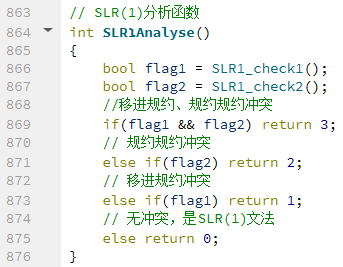 863 // SLR(1)分析函数
864 int SLR1Analyse()
865 {
866 bool flag1 = SLR1_check1();
867 bool flag2 = SLR1_check2();
868 //移进规约、规约规约冲突
869 if(flag1 && flag2) return 3;
870 // 规约规约冲突
871 else if(flag2) return 2;
872 // 移进规约冲突
873 else if(flag1) return 1;
874 // 无冲突，是SLR(1)文法
875 else return 0;
876 }